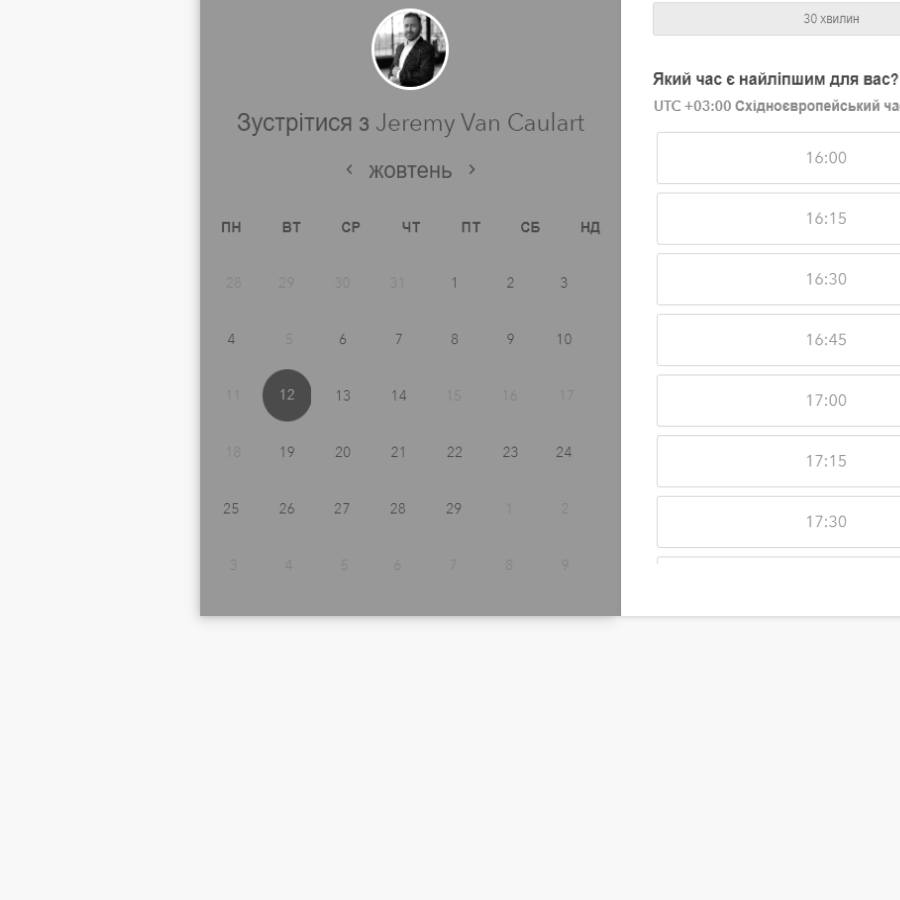 Зустрітися з Jeremy Van Caulart
‹ жовтень ›
ПН ВТ СР ЧТ ПТ СБ НД
28 29 30 31 1 2 3
4 5 6 7 8 9 10
11 12 13 14 15 16 17
18 19 20 21 22 23 24
25 26 27 28 29 1 2
3 4 5 6 7 8 9
30 хвилин
Який час є найліпшим для вас?
UTC +03:00 Східноєвропейський
16:00
16:15
16:30
16:45
17:00
17:15
17:30